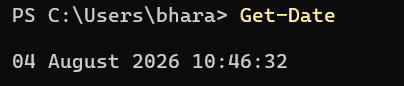 PS C:\Users\bhara> Get-Date
04 August 2026 10:46:32